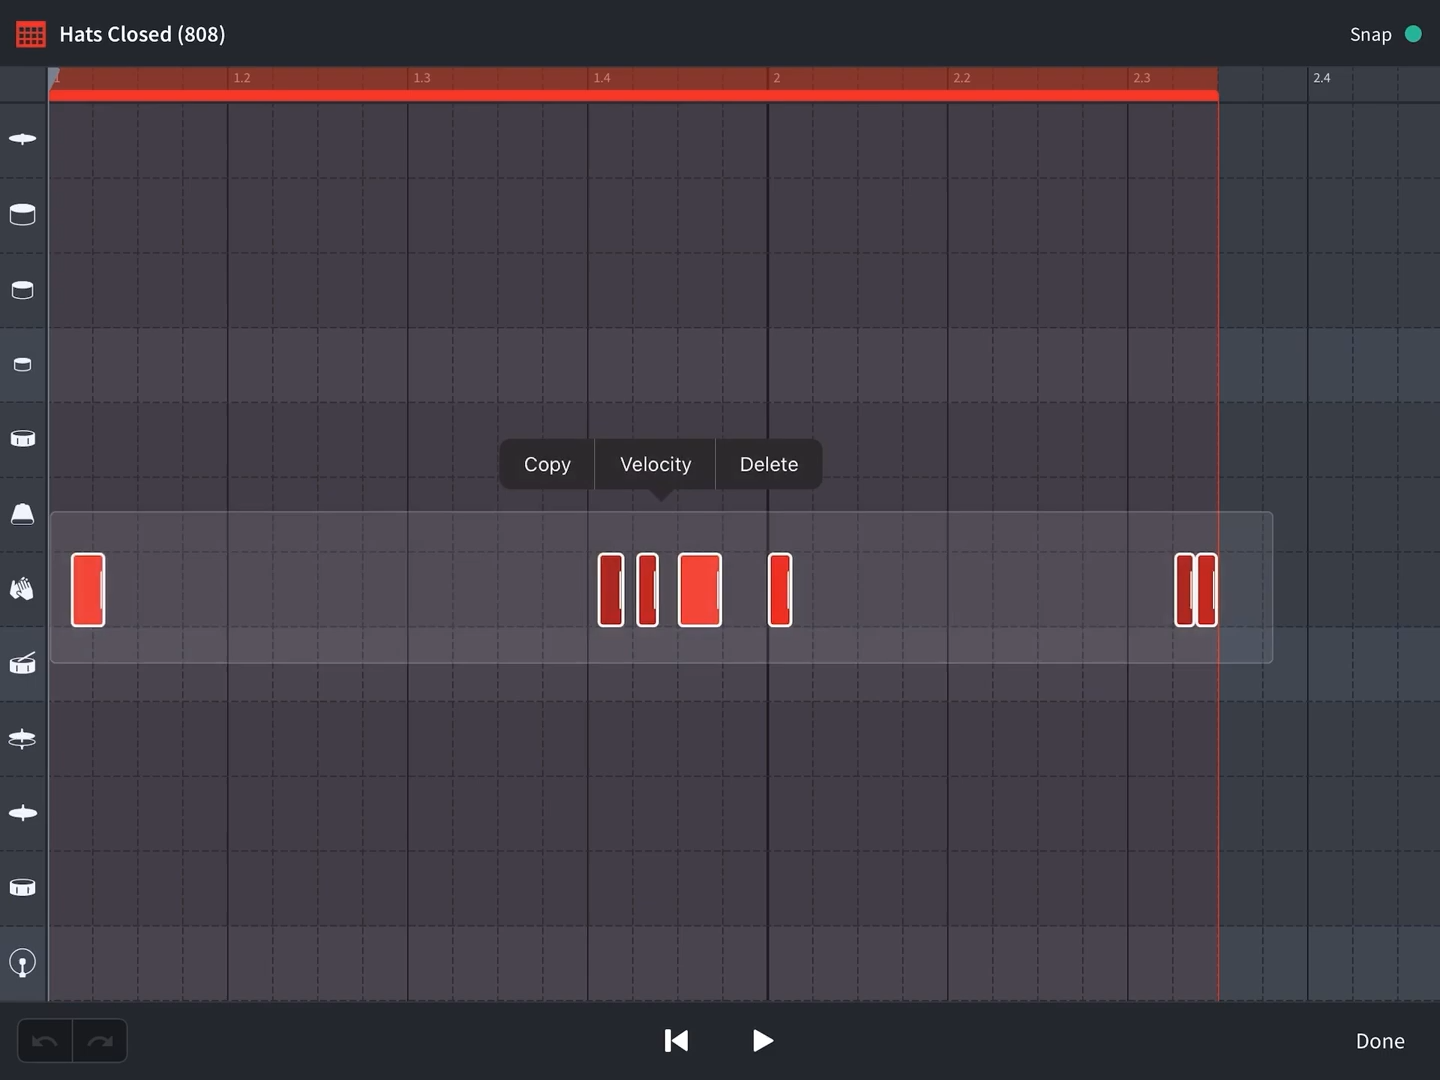 Hats Closed (808)
Snap
1 1.2 1.3 1.4 2 2.2 2.3 2.4
Copy Velocity Delete
Done